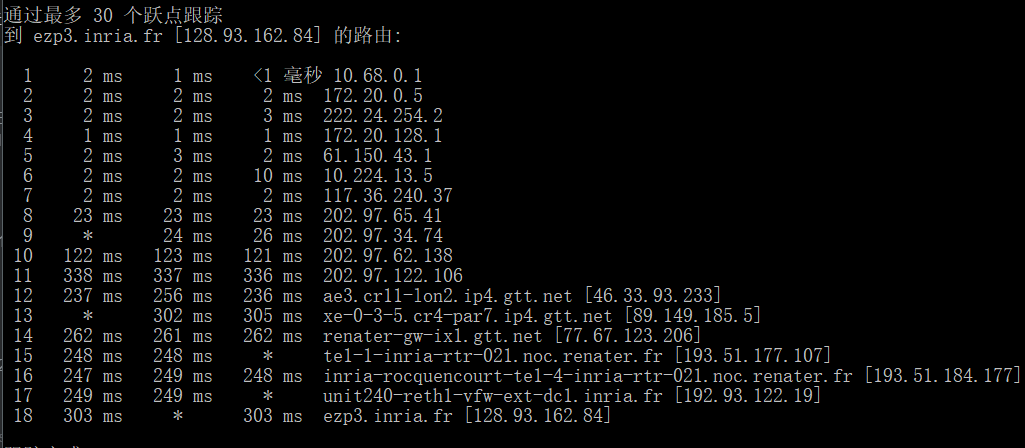 通过最多 30 个跃点跟踪
到 ezp3.inria.fr [128.93.162.84] 的路由:
1 2 ms 1 ms <1 毫秒 10.68.0.1
2 2 ms 2 ms 2 ms 172.20.0.5
3 2 ms 2 ms 3 ms 222.24.254.2
4 1 ms 1 ms 1 ms 172.20.128.1
5 2 ms 3 ms 2 ms 61.150.43.1
6 2 ms 2 ms 10 ms 10.224.13.5
7 2 ms 2 ms 2 ms 117.36.240.37
8 23 ms 23 ms 23 ms 202.97.65.41
9 * 24 ms 26 ms 202.97.34.74
10 122 ms 123 ms 121 ms 202.97.62.138
11 338 ms 337 ms 336 ms 202.97.122.106
12 237 ms 256 ms 236 ms ae3.cr11-lon2.ip4.gtt.net [46.33.93.233]
13 * 302 ms 305 ms xe-0-3-5.cr4-par7.ip4.gtt.net [89.149.185.5]
14 262 ms 261 ms 262 ms renater-gw-ix1.gtt.net [77.67.123.206]
15 248 ms 248 ms * tel-1-inria-rtr-021.noc.renater.fr [193.51.177.107]
16 247 ms 249 ms 248 ms inria-rocquencourt-tel-4-inria-rtr-021.noc.renater.fr [193.51.184.177]
17 249 ms 249 ms * unit240-reth1-vfw-ext-dc1.inria.fr [192.93.122.19]
18 303 ms * 303 ms ezp3.inria.fr [128.93.162.84]